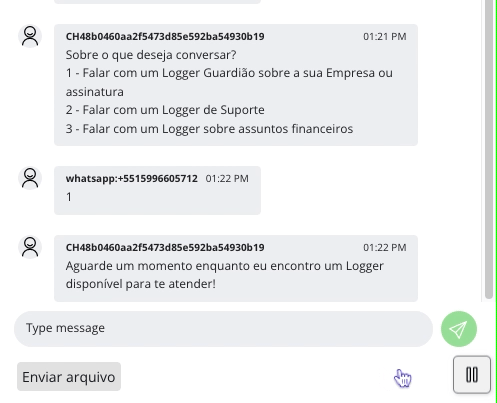 CH48b0460aa2f5473d85e592ba54930b19 01:21 PM
Sobre o que deseja conversar?
1 - Falar com um Logger Guardião sobre a sua Empresa ou
assinatura
2 - Falar com um Logger de Suporte
3 - Falar com um Logger sobre assuntos financeiros
whatsapp:+5515996605712 01:22 PM
1
CH48b0460aa2f5473d85e592ba54930b19 01:22 PM
Aguarde um momento enquanto eu encontro um Logger
disponível para te atender!
Type message
Enviar arquivo